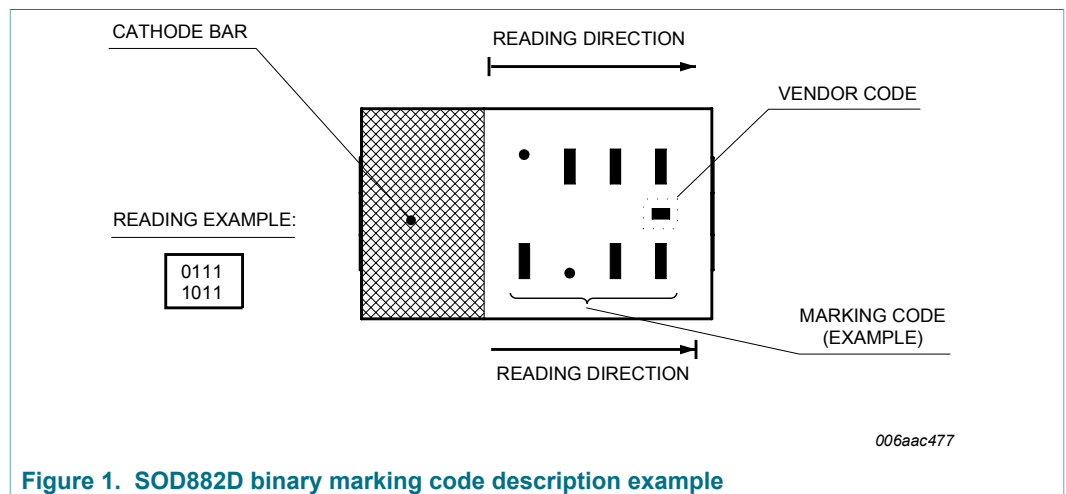 CATHODE BAR
READING DIRECTION
VENDOR CODE
READING EXAMPLE:
0111
1011
MARKING CODE
(EXAMPLE)
READING DIRECTION
006aac477
Figure 1. SOD882D binary marking code description example